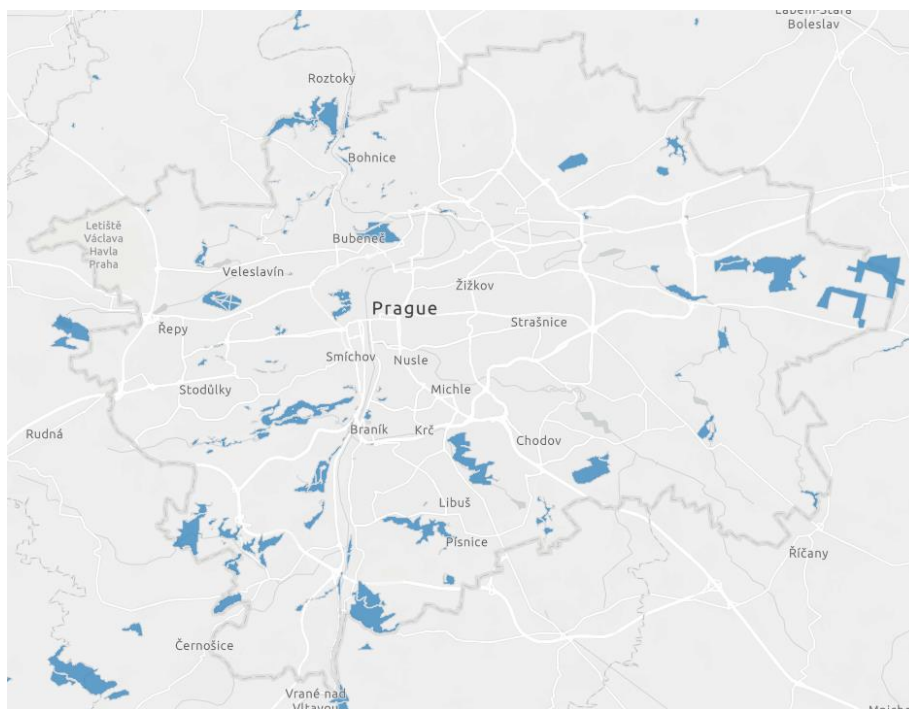 Labem-Stará
Boleslav
Roztoky
Bohnice
Letiště
Václava
Havla
Praha
Bubeneč
Veleslavín
Žižkov
Prague
Řepy
Strašnice
Smíchov
Nusle
Stodůlky
Michle
Rudná
Braník
Krč
Chodov
Libuš
Písnice
Říčany
Černošice
Vrané nad
Vltavou